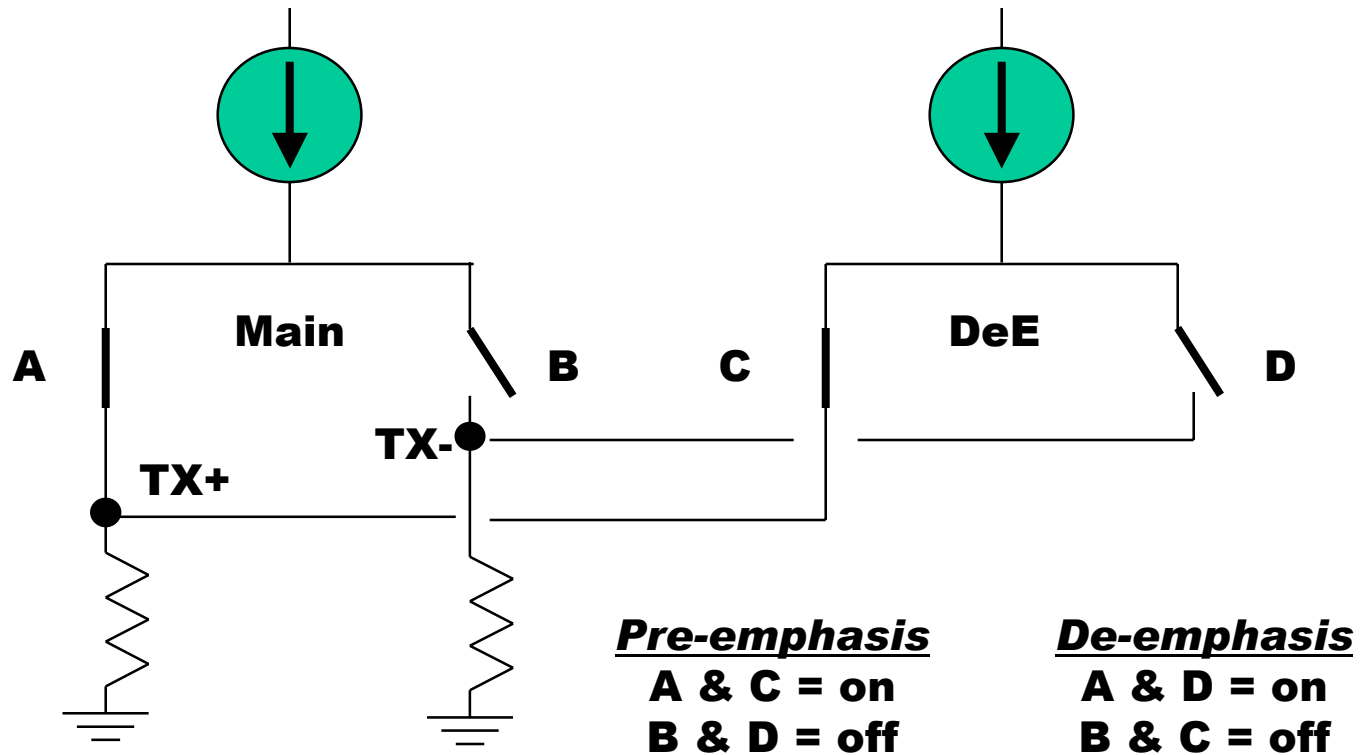 Main
DeE
A
B
C
D
TX-
TX+
Pre-emphasis
A & C = on
B & D = off
De-emphasis
A & D = on
B & C = off